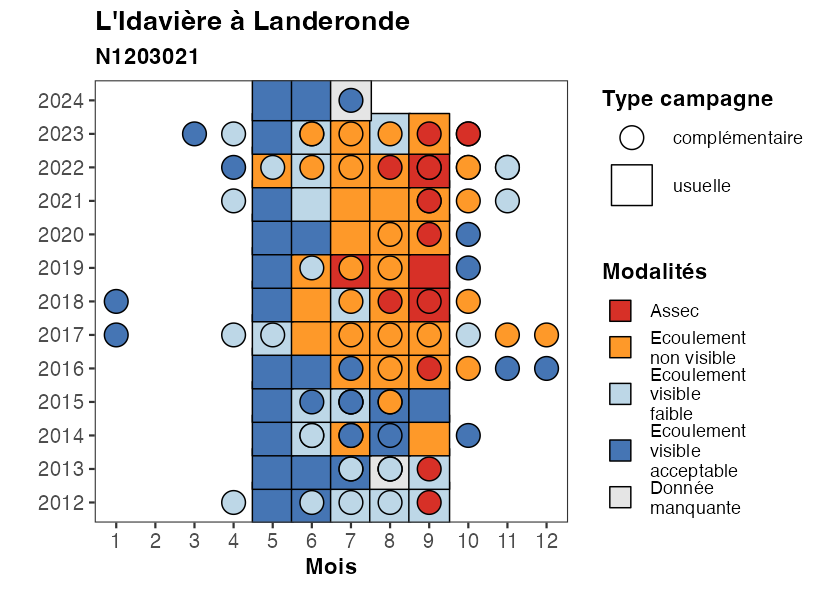 L'Idavière à Landeronde
N1203021
2024
2023
2022
2021
2020
2019
2018
2017
2016
2015
2014
2013
2012
1 2 3 4 5 6 7 8 9 10 11 12
Mois
Type campagne
complémentaire
usuelle
Modalités
Assec
Ecoulement
non visible
Ecoulement
visible
faible
Ecoulement
visible
acceptable
Donnée
manquante